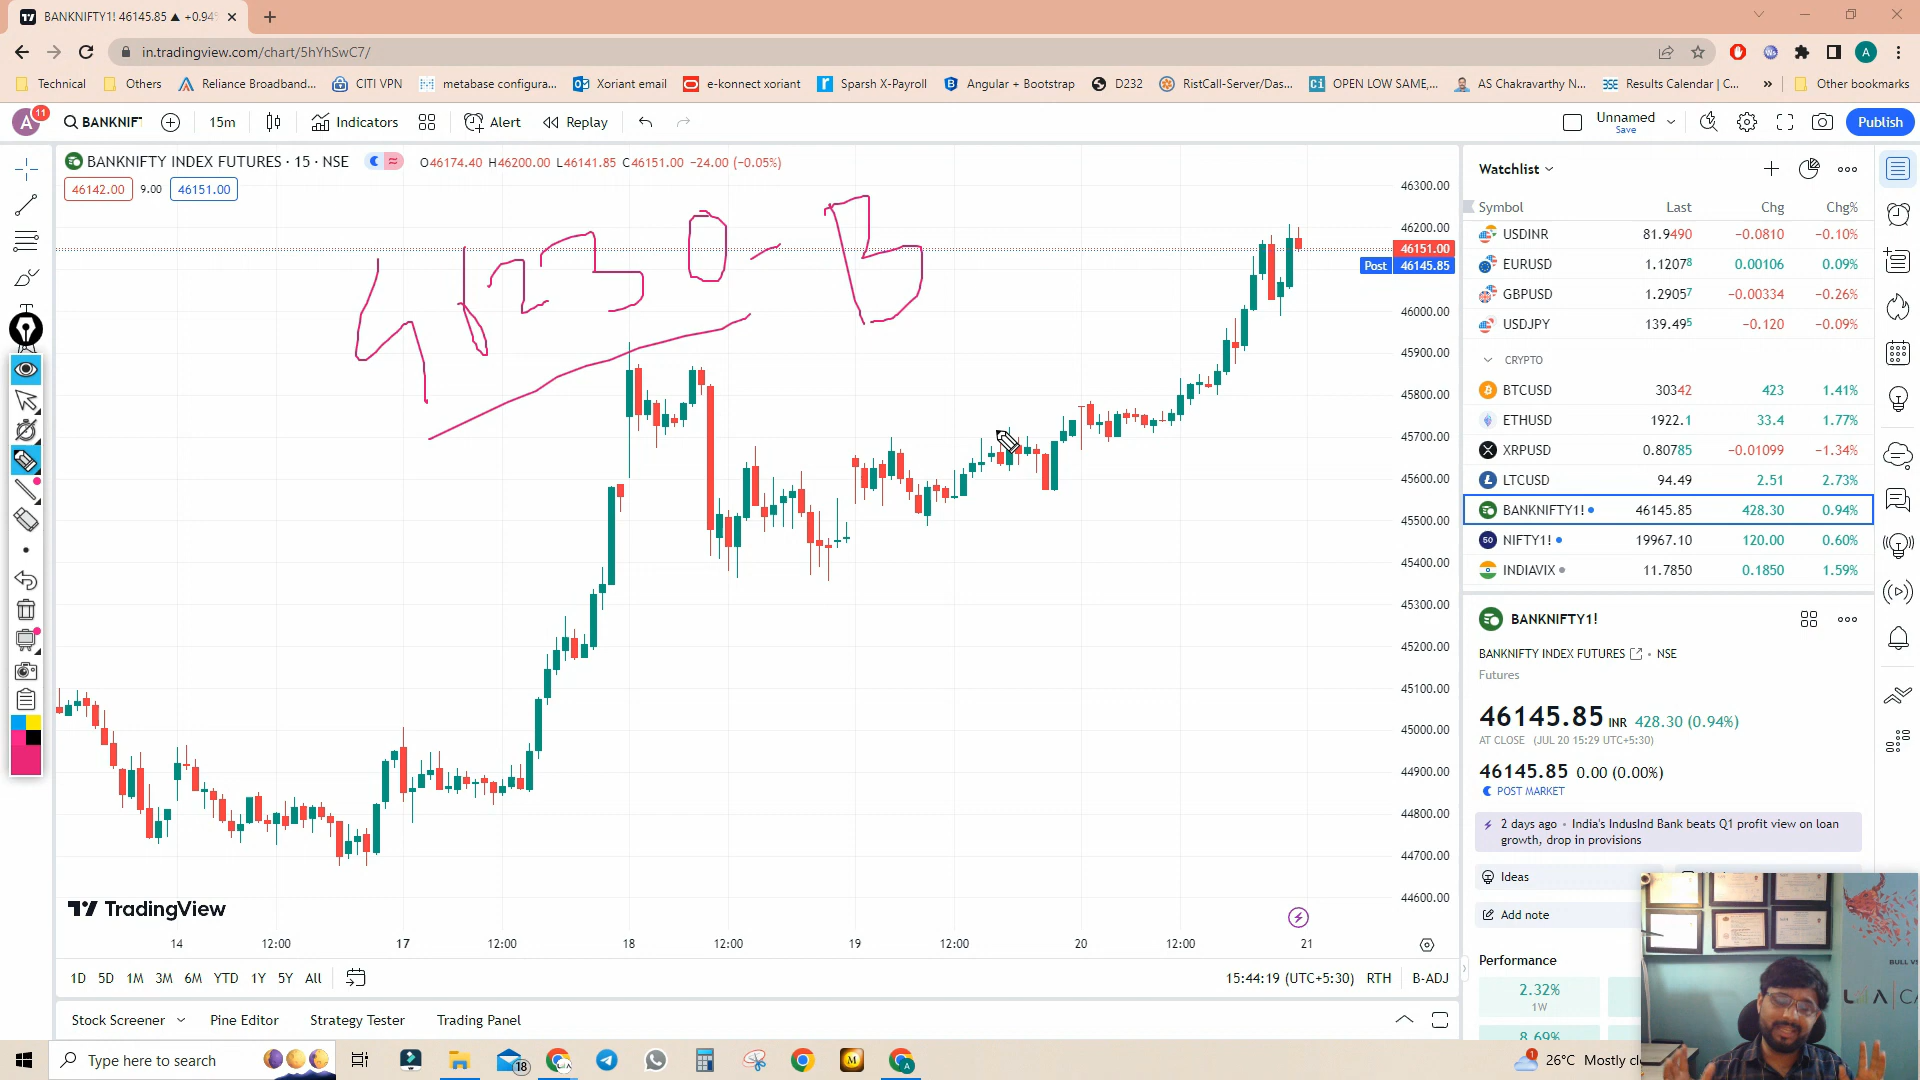 BANKNIFTY1! 46145.85 ▲ +0.94%
in.tradingview.com/chart/5hYhSwC7/
A
Technical Others Reliance Broadband... CITI VPN metabase configura... Xoriant email e-konnect xoriant Sparsh X-Payroll Angular + Bootstrap D232 RistCall-Server/Das... OPEN LOW SAME,... AS Chakravarthy N... Results Calendar | C... » Other bookmarks
A 11 BANKNIF 15m Indicators Alert Replay Unnamed Save Publish
BANKNIFTY INDEX FUTURES · 15 · NSE O46174.40 H46200.00 L46141.85 C46151.00 −24.00 (−0.05%)
46142.00 9.00 46151.00
46230 - B
46300.00
46200.00
46151.00
Post 46145.85
46000.00
45900.00
45800.00
45700.00
45600.00
45500.00
45400.00
45300.00
45200.00
45100.00
45000.00
44900.00
44800.00
44700.00
44600.00
TradingView
14 12:00 17 12:00 18 12:00 19 12:00 20 12:00 21
1D 5D 1M 3M 6M YTD 1Y 5Y All 15:44:19 (UTC+5:30) RTH B-ADJ
Stock Screener Pine Editor Strategy Tester Trading Panel
Watchlist
Symbol Last Chg Chg%
USDINR 81.9490 −0.0810 −0.10%
EURUSD 1.12078 0.00106 0.09%
GBPUSD 1.29057 −0.00334 −0.26%
USDJPY 139.495 −0.120 −0.09%
CRYPTO
BTCUSD 30342 423 1.41%
ETHUSD 1922.1 33.4 1.77%
XRPUSD 0.80785 −0.01099 −1.34%
LTCUSD 94.49 2.51 2.73%
BANKNIFTY1! 46145.85 428.30 0.94%
50 NIFTY1! 19967.10 120.00 0.60%
INDIAVIX 11.7850 0.1850 1.59%
BANKNIFTY1!
BANKNIFTY INDEX FUTURES · NSE
Futures
46145.85 INR 428.30 (0.94%)
AT CLOSE (JUL 20 15:29 UTC+5:30)
46145.85 0.00 (0.00%)
POST MARKET
2 days ago · India's IndusInd Bank beats Q1 profit view on loan
growth, drop in provisions
Ideas
Add note
Performance
2.32%
1W
8.69%
BULL V
Type here to search 18 M A 1 26°C Mostly cl